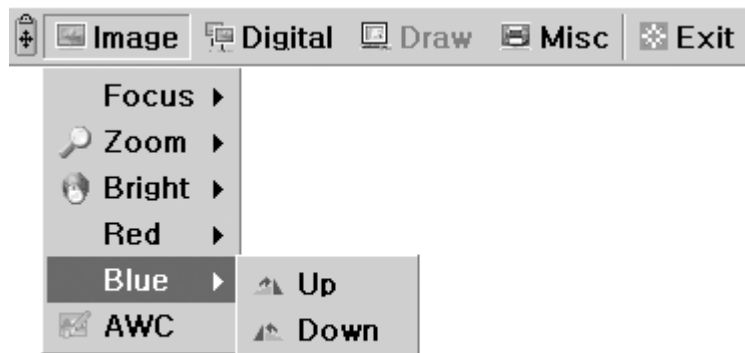 Image Digital Draw Misc Exit
Focus
Zoom
Bright
Red
Blue
Up
AWC
Down